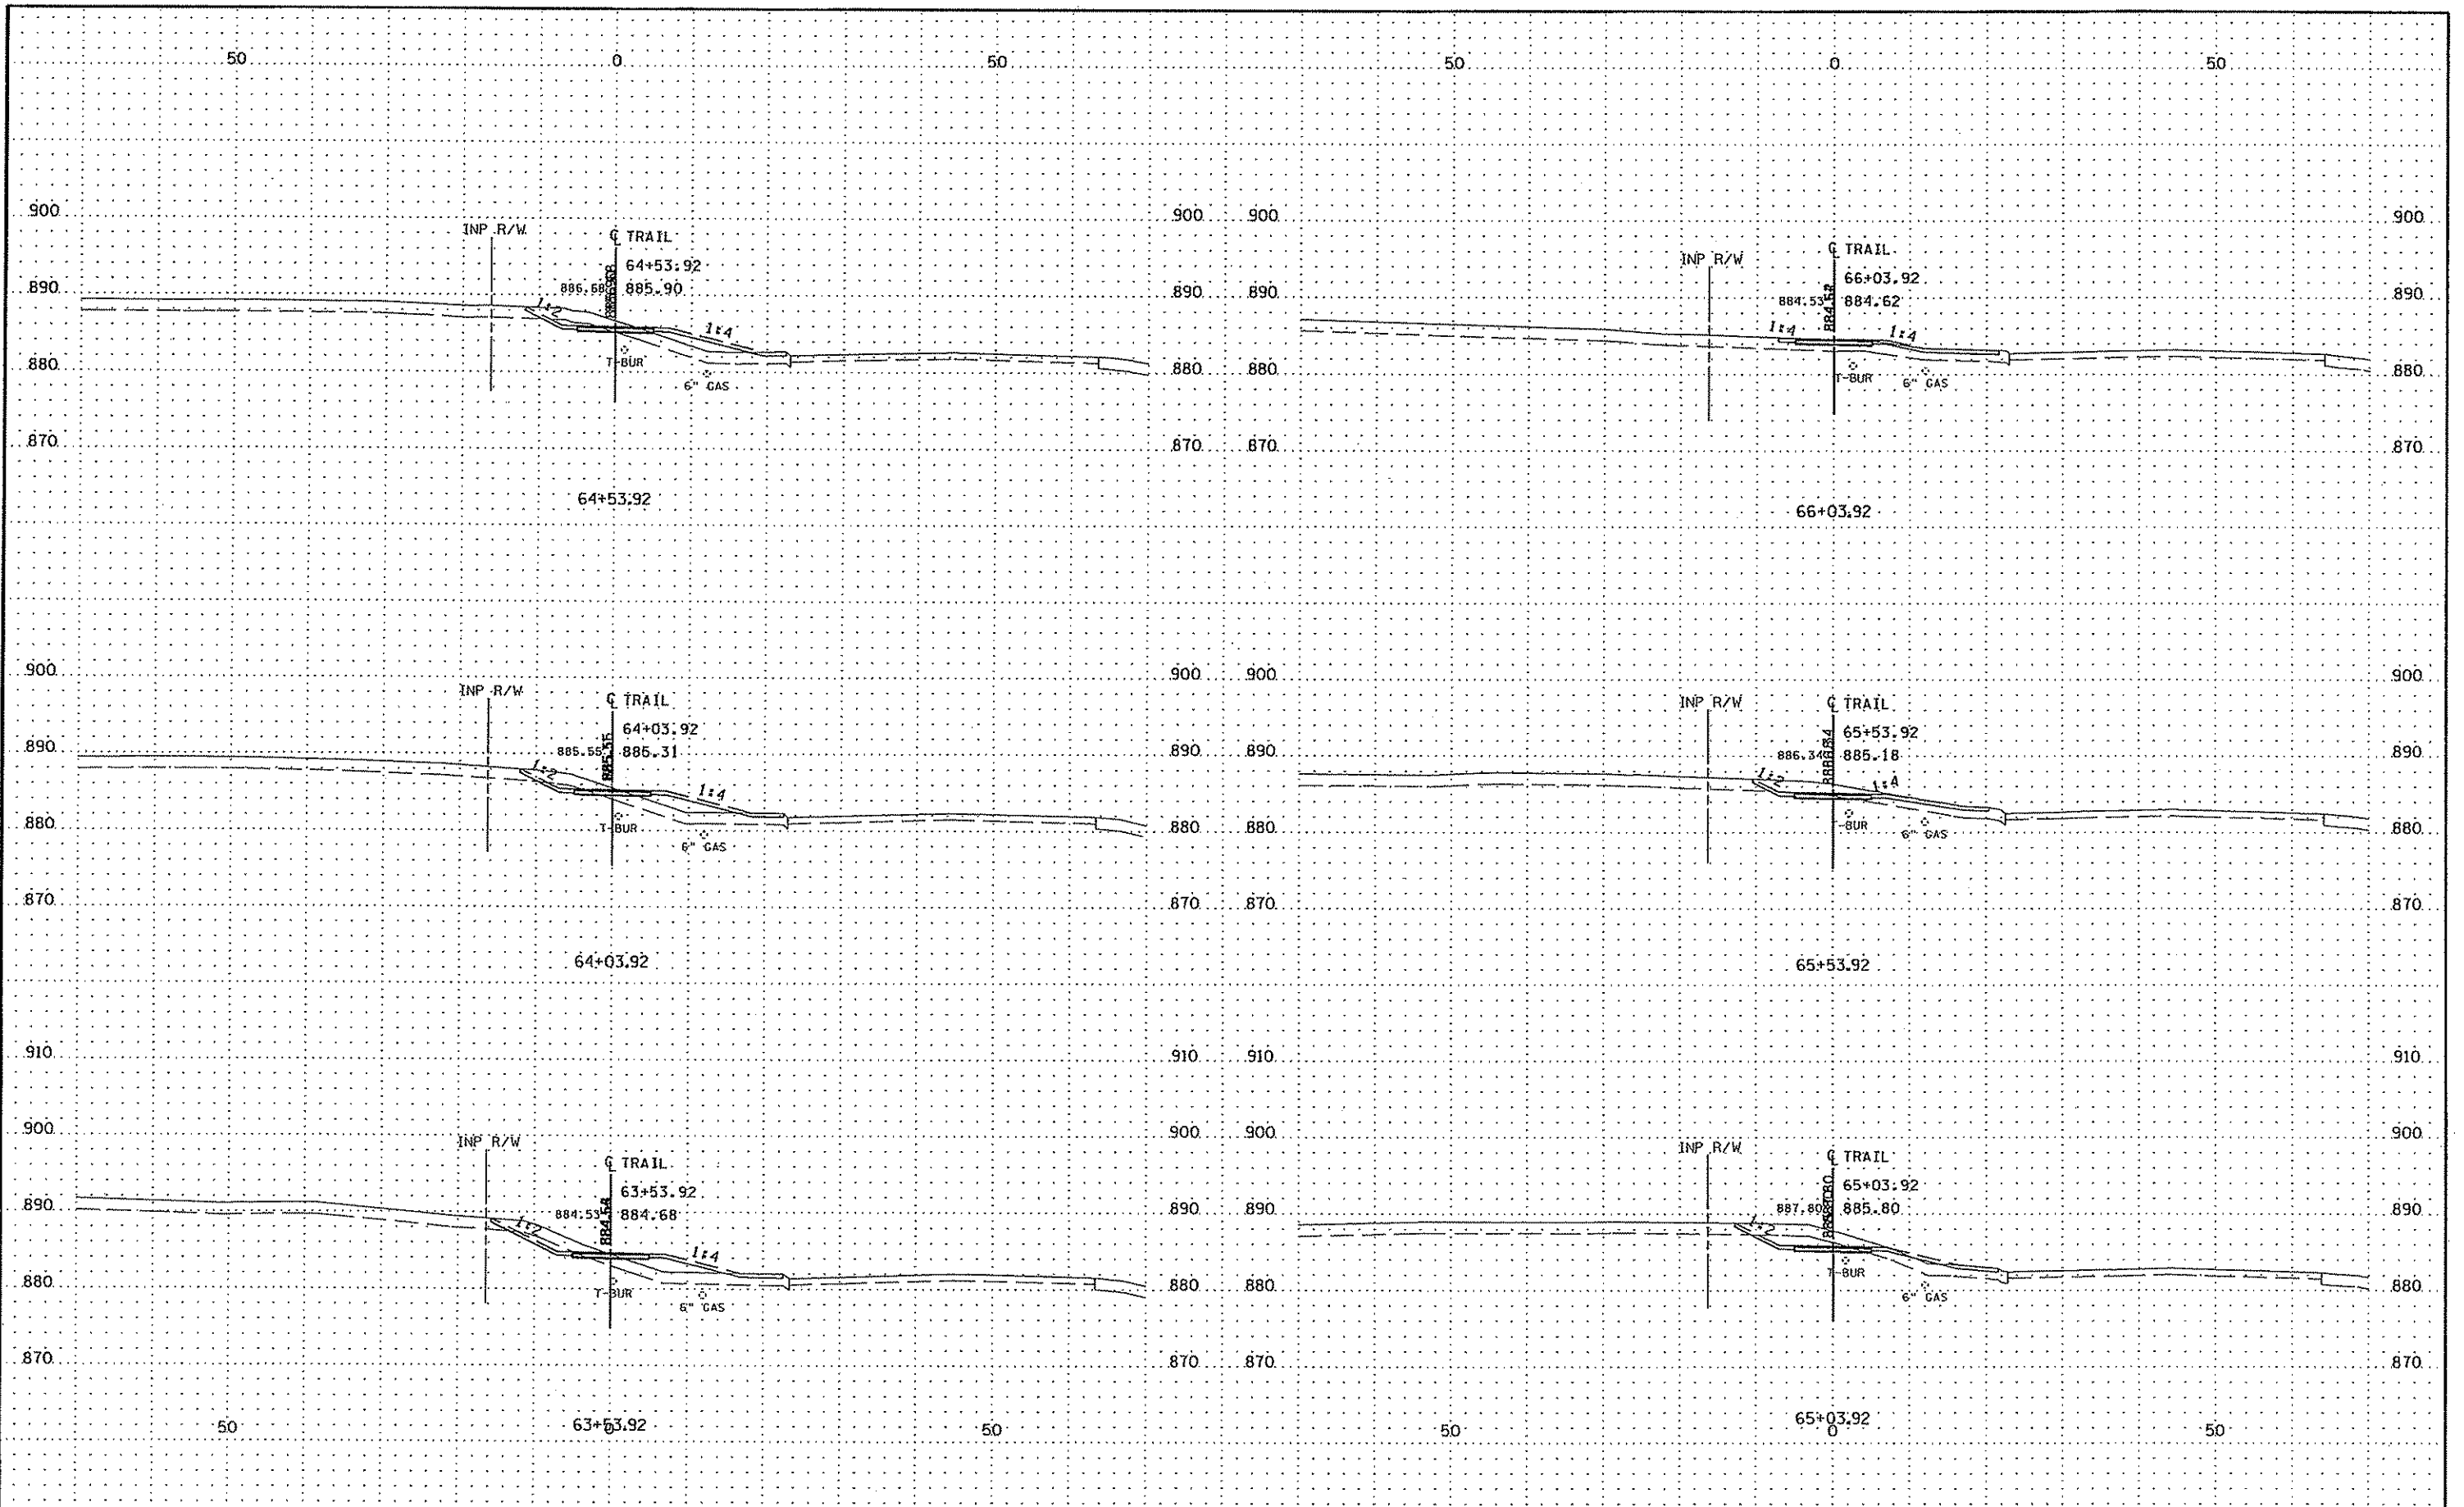 50 0 50 50 0 50
900 900 900 900
INP R/W
℄ TRAIL
64+53.92
885.90
INP R/W
℄ TRAIL
66+03.92
884.53 884.62
890 890 890 890
1:2
1:4
1:4
1:4
T-BUR
6" GAS
T-BUR
6" GAS
880 880 880 880
870 870 870 870
64+53.92
66+03.92
900 900 900 900
INP R/W
℄ TRAIL
64+03.92
885.55 885.31
INP R/W
℄ TRAIL
65+53.92
886.34 885.18
890 890 890 890
1:2
1:4
1:2
T-BUR
6" GAS
T-BUR
6" GAS
880 880 880 880
870 870 870 870
64+03.92
65+53.92
910 910 910 910
900 900 900 900
INP R/W
℄ TRAIL
63+53.92
884.53 884.68
INP R/W
℄ TRAIL
65+03.92
887.80 885.80
890 890 890 890
1:2
1:4
1:2
T-BUR
6" GAS
T-BUR
6" GAS
880 880 880 880
870 870 870 870
63+53.92
65+03.92
50 0 50 50 0 50